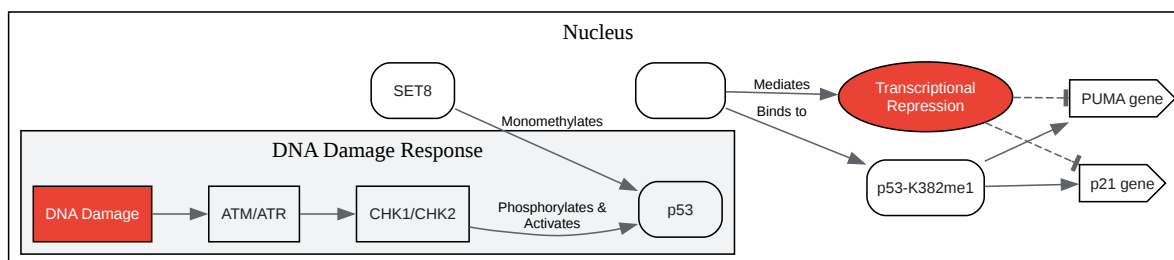 Nucleus
SET8
Mediates
Transcriptional
Repression
PUMA gene
Binds to
Monomethylates
DNA Damage Response
p53-K382me1
p21 gene
DNA Damage
ATM/ATR
CHK1/CHK2
Phosphorylates &
Activates
p53